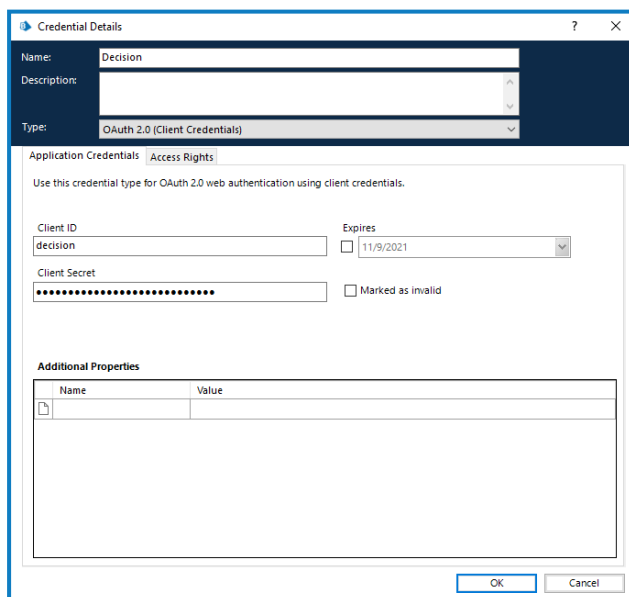 Credential Details ? ×
Name: Decision
Description:
Type: OAuth 2.0 (Client Credentials)
Application Credentials Access Rights
Use this credential type for OAuth 2.0 web authentication using client credentials.
Client ID Expires
decision 11/9/2021
Client Secret
•••••••••••••••••••••••••••• Marked as invalid
Additional Properties
Name Value
OK Cancel